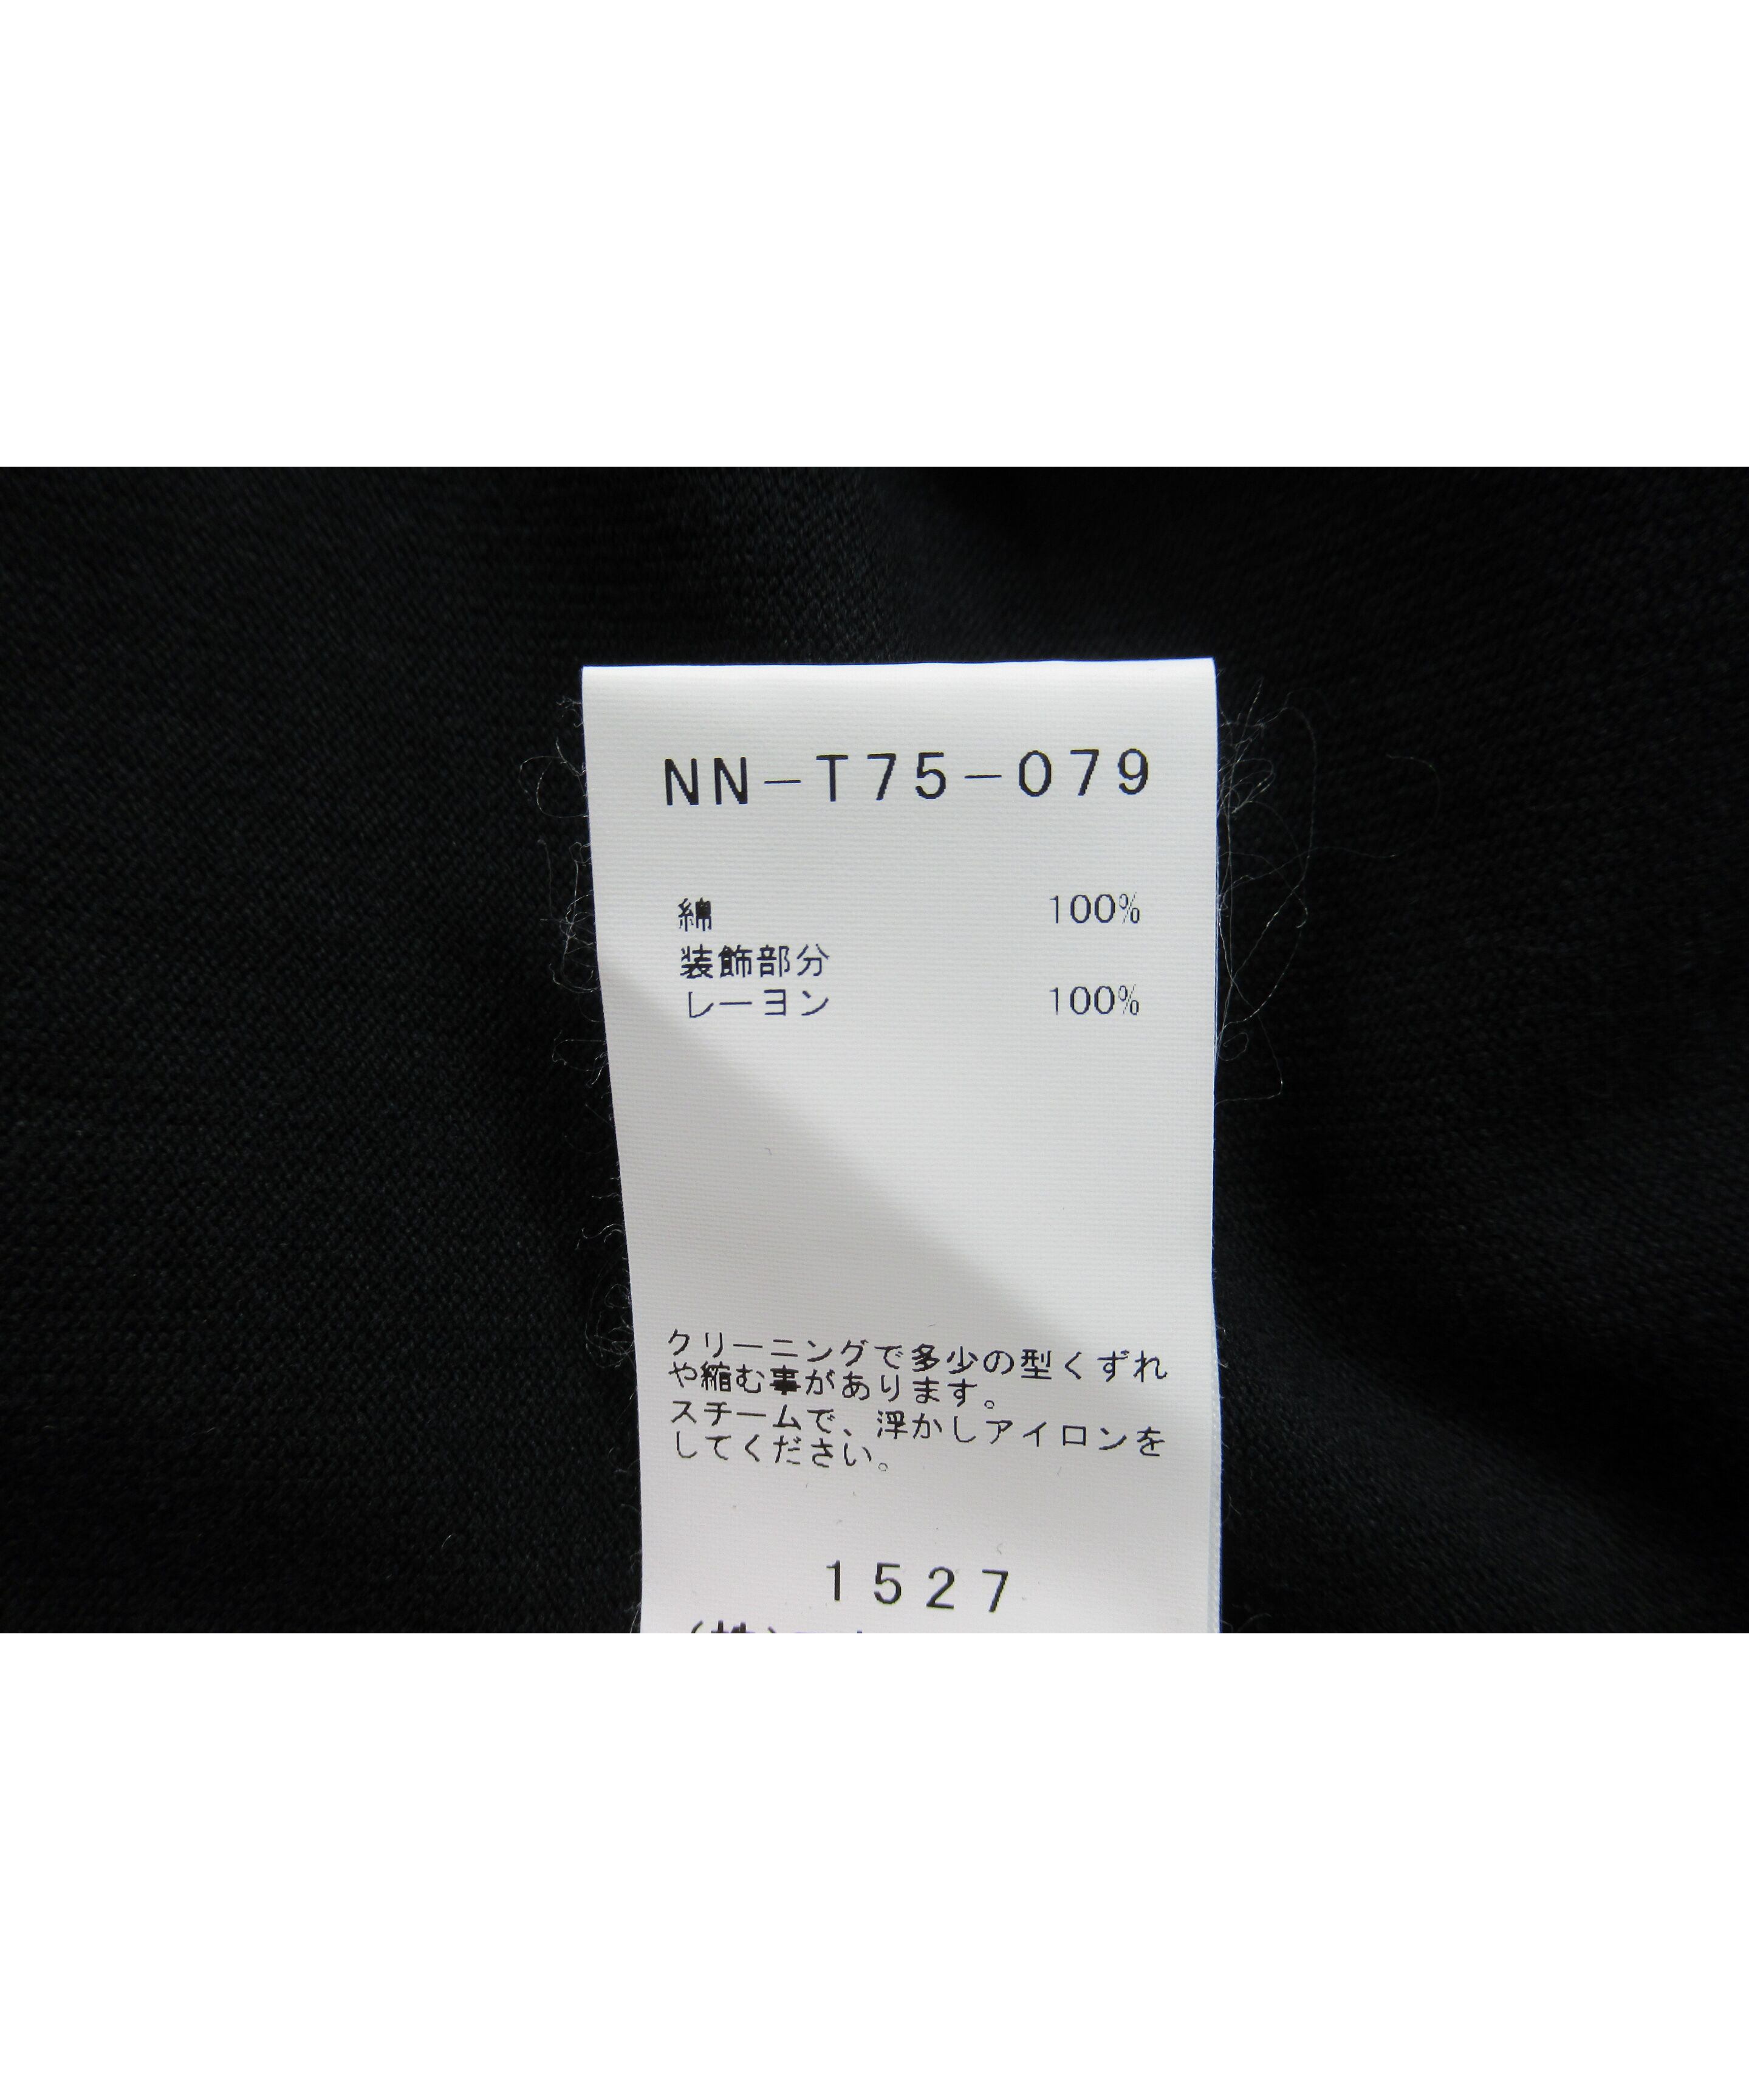 NN-T75-079
綿 100%
装飾部分
レーヨン 100%
クリーニングで多少の型くずれ
や縮む事があります。
スチームで、浮かしアイロンを
してください。
1527
(株)